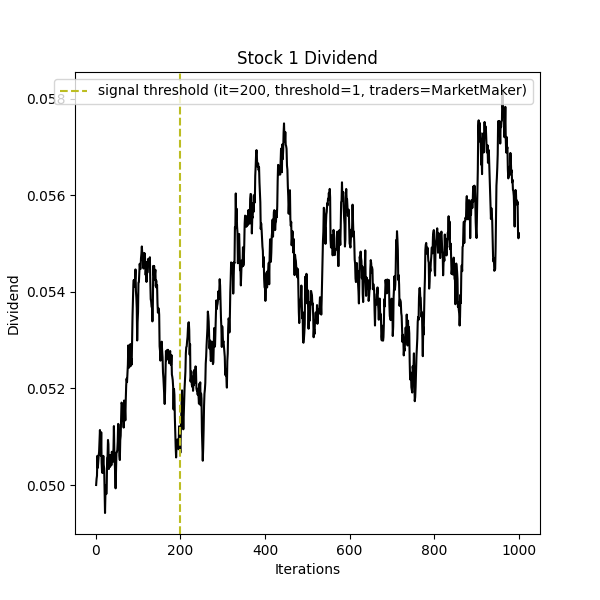 Stock 1 Dividend
signal threshold (it=200, threshold=1, traders=MarketMaker)
0.058
0.056
0.054
0.052
0.050
Dividend
0 200 400 600 800 1000
Iterations